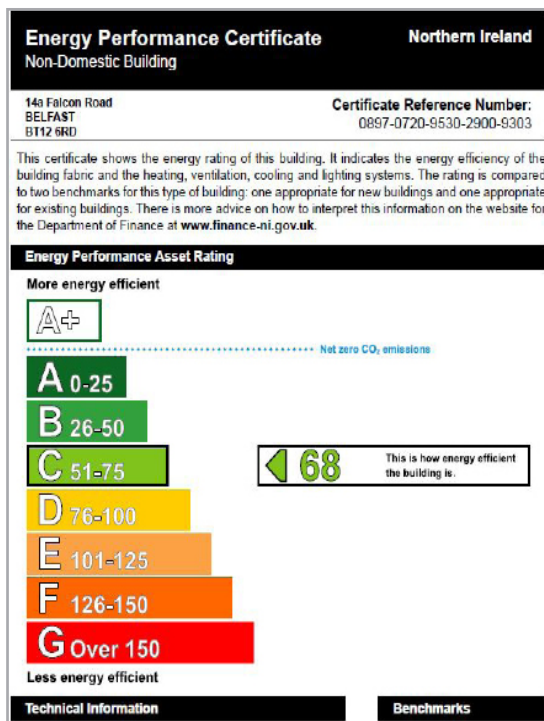 Energy Performance Certificate
Northern Ireland
Non-Domestic Building
14a Falcon Road
BELFAST
BT12 6RD
Certificate Reference Number:
0897-0720-9530-2900-9303
This certificate shows the energy rating of this building. It indicates the energy efficiency of the
building fabric and the heating, ventilation, cooling and lighting systems. The rating is compared
to two benchmarks for this type of building: one appropriate for new buildings and one appropriate
for existing buildings. There is more advice on how to interpret this information on the website for
the Department of Finance at www.finance-ni.gov.uk.
Energy Performance Asset Rating
More energy efficient
A+
Net zero CO₂ emissions
A 0-25
B 26-50
C 51-75
68
This is how energy efficient
the building is.
D 76-100
E 101-125
F 126-150
G Over 150
Less energy efficient
Technical Information
Benchmarks